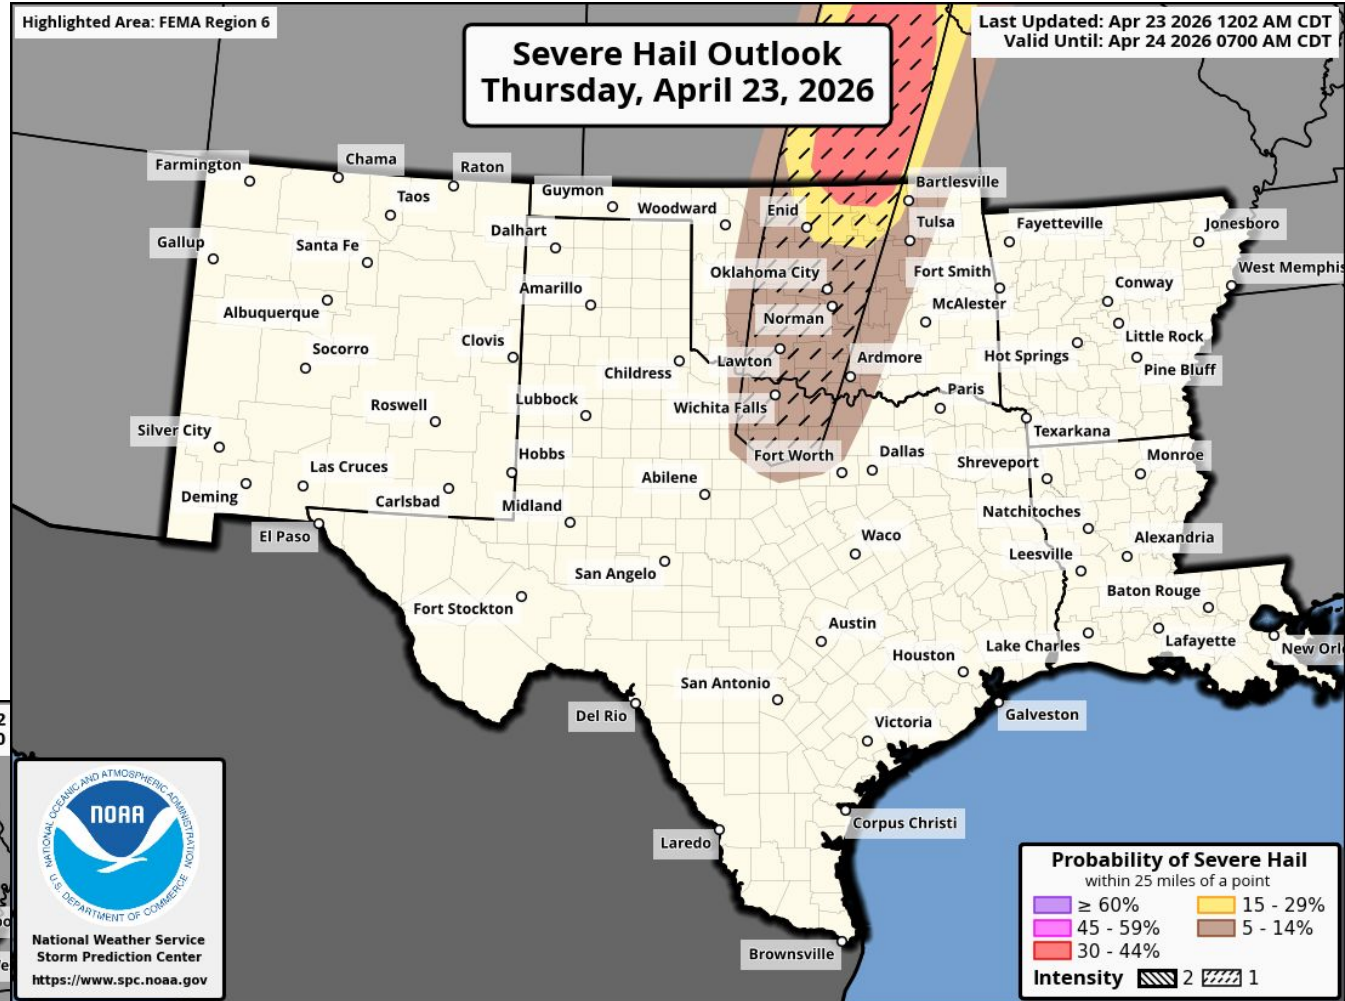 Highlighted Area: FEMA Region 6
Severe Hail Outlook
Thursday, April 23, 2026
Last Updated: Apr 23 2026 1202 AM CDT
Valid Until: Apr 24 2026 0700 AM CDT
Farmington
Chama
Raton
Taos
Guymon
Woodward
Enid
Bartlesville
Tulsa
Fayetteville
Jonesboro
Gallup
Santa Fe
Dalhart
Oklahoma City
Fort Smith
West Memphis
Albuquerque
Amarillo
Norman
McAlester
Conway
Socorro
Clovis
Childress
Lawton
Ardmore
Hot Springs
Little Rock
Pine Bluff
Roswell
Lubbock
Wichita Falls
Paris
Silver City
Texarkana
Las Cruces
Hobbs
Fort Worth
Dallas
Shreveport
Monroe
Deming
Carlsbad
Midland
Abilene
Natchitoches
El Paso
Waco
Leesville
Alexandria
San Angelo
Fort Stockton
Baton Rouge
Austin
Lake Charles
Lafayette
New Orl
Houston
San Antonio
Del Rio
Victoria
Galveston
Laredo
Corpus Christi
Brownsville
2
0
NATIONAL OCEANIC AND ATMOSPHERIC ADMINISTRATION
NOAA
U.S. DEPARTMENT OF COMMERCE
National Weather Service
Storm Prediction Center
https://www.spc.noaa.gov
Probability of Severe Hail
within 25 miles of a point
≥ 60% 15 - 29%
45 - 59% 5 - 14%
30 - 44%
Intensity 2 1